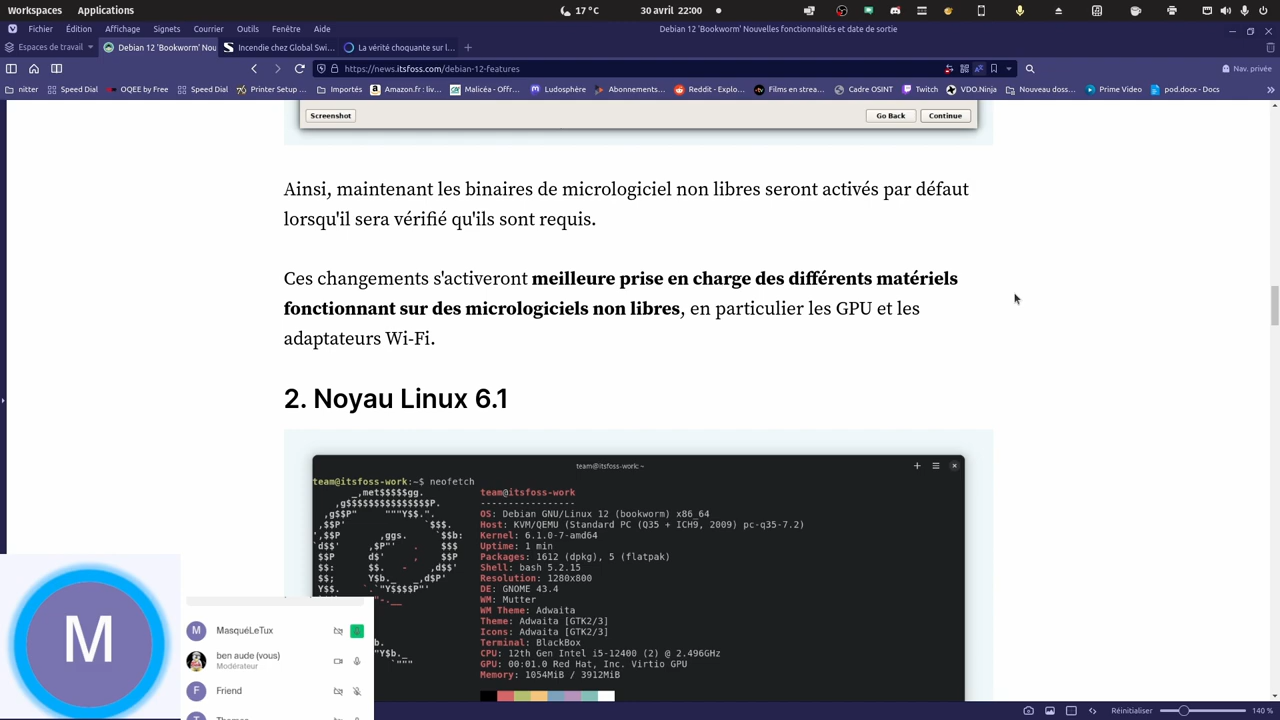 Workspaces Applications 30 mai 20:00
Fichier Édition Affichage Signets Courrier Outils Fenêtre Aide Debian 12 'Bookworm' Nouvelles fonctionnalités et date de sortie
Espaces de travail Debian 12 'Bookworm' Nou Incendie chez Global Swi... La vérité choquante sur l...
https://news.itsfoss.com/debian-12-features Nav. privée
nitter Speed Dial OQEE by Free Speed Dial Printer Setup ... Importés Amazon.fr : liv... Malicéa - Offr... Ludosphère Abonnements... Reddit - Explo... Films en strea... Cadre OSINT Twitch VDO.Ninja Nouveau doss... Prime Video pod.docx - Docs
Screenshot Go Back Continue
Ainsi, maintenant les binaires de micrologiciel non libres seront activés par défaut
lorsqu'il sera vérifié qu'ils sont requis.
Ces changements s'activeront meilleure prise en charge des différents matériels
fonctionnant sur des micrologiciels non libres, en particulier les GPU et les
adaptateurs Wi-Fi.
2. Noyau Linux 6.1
team@itsfoss-work: ~
team@itsfoss-work:~$ neofetch
team@itsfoss-work
-----------------
OS: Debian GNU/Linux 12 (bookworm) x86_64
Host: KVM/QEMU (Standard PC (Q35 + ICH9, 2009) pc-q35-7.2)
Kernel: 6.1.0-7-amd64
Uptime: 1 min
Packages: 1612 (dpkg), 5 (flatpak)
Shell: bash 5.2.15
Resolution: 1280x800
DE: GNOME 43.4
WM: Mutter
WM Theme: Adwaita
Theme: Adwaita [GTK2/3]
Icons: Adwaita [GTK2/3]
Terminal: BlackBox
CPU: 12th Gen Intel i5-12400 (2) @ 2.496GHz
GPU: 00:01.0 Red Hat, Inc. Virtio GPU
Memory: 1054MiB / 3912MiB
M
M MasquéLeTux
ben aude (vous)
Modérateur
F Friend
Réinitialiser 140 %